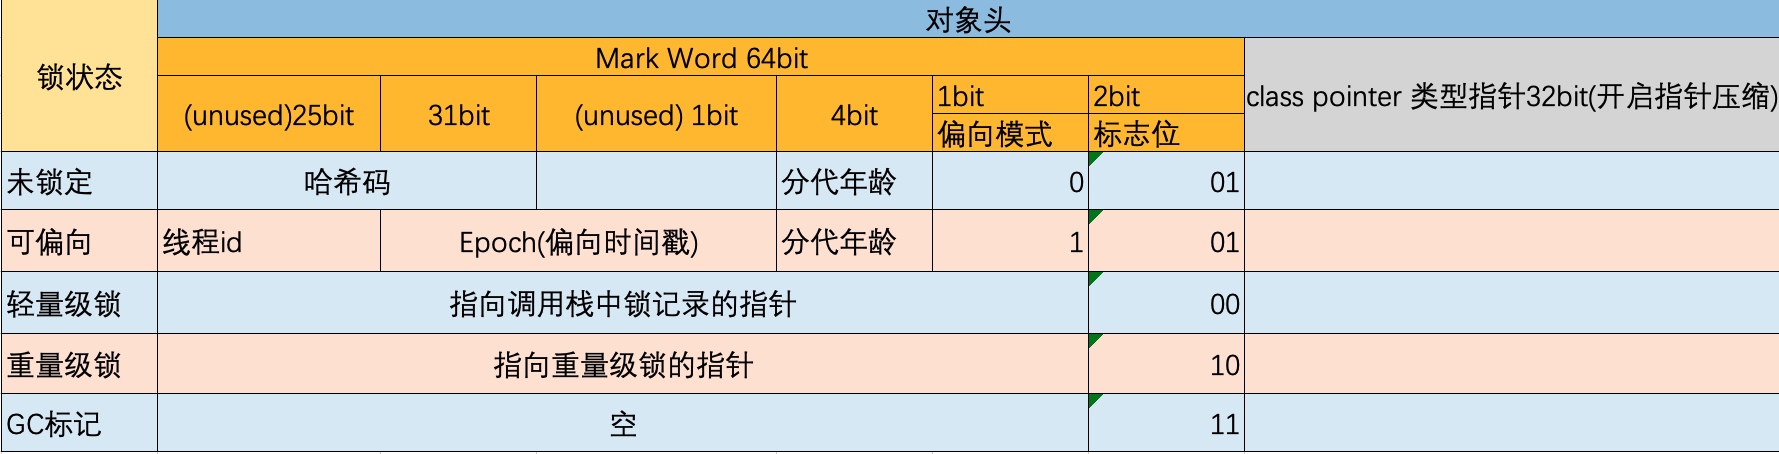 对象头
锁状态
Mark Word 64bit
class pointer 类型指针32bit(开启指针压缩)
(unused)25bit
31bit
(unused) 1bit
4bit
1bit
2bit
偏向模式
标志位
未锁定
哈希码
分代年龄
0
01
可偏向
线程id
Epoch(偏向时间戳)
分代年龄
1
01
轻量级锁
指向调用栈中锁记录的指针
00
重量级锁
指向重量级锁的指针
10
GC标记
空
11